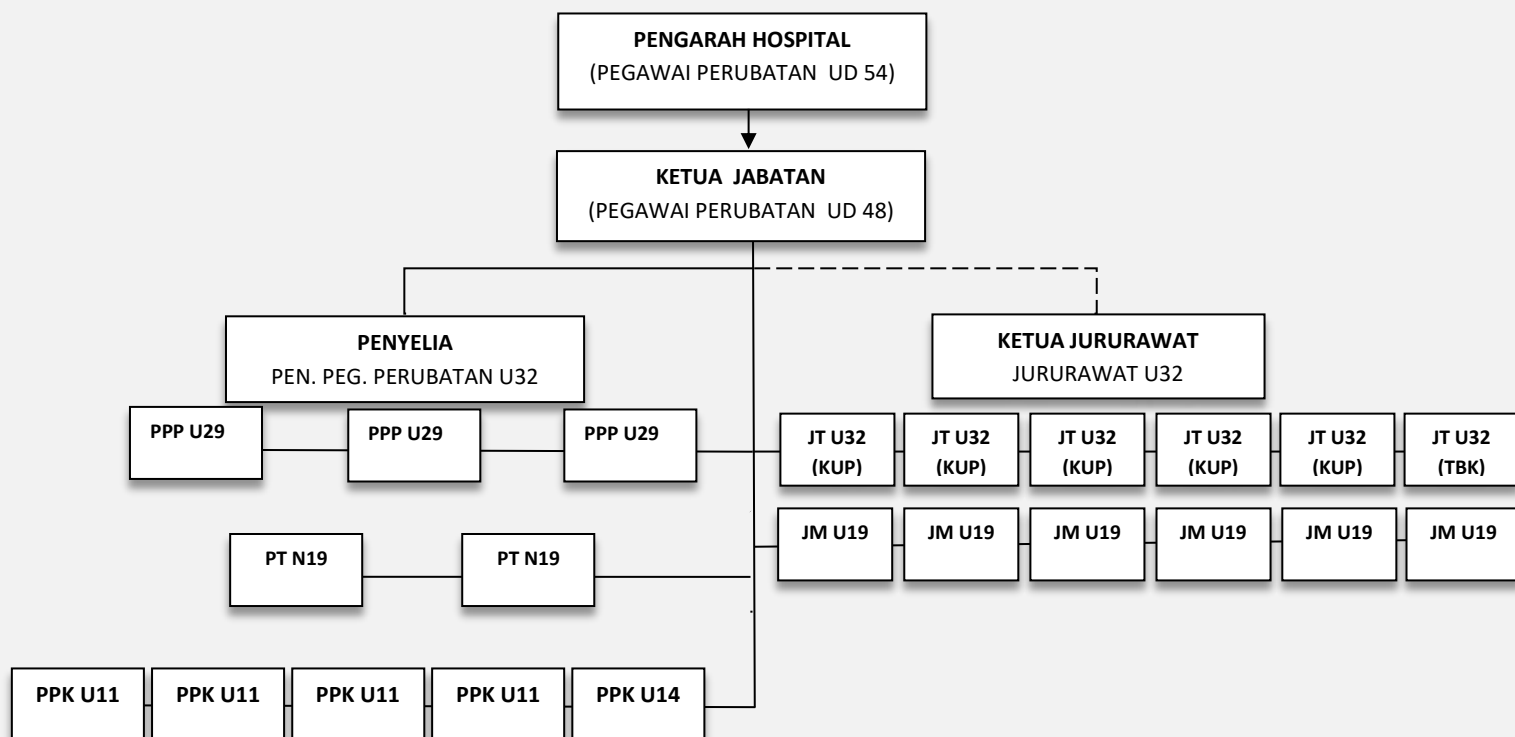 PENGARAH HOSPITAL
(PEGAWAI PERUBATAN UD 54)
KETUA JABATAN
(PEGAWAI PERUBATAN UD 48)
PENYELIA
PEN. PEG. PERUBATAN U32
KETUA JURURAWAT
JURURAWAT U32
PPP U29
PPP U29
PPP U29
JT U32
(KUP)
JT U32
(KUP)
JT U32
(KUP)
JT U32
(KUP)
JT U32
(KUP)
JT U32
(TBK)
JM U19
JM U19
JM U19
JM U19
JM U19
JM U19
PT N19
PT N19
PPK U11
PPK U11
PPK U11
PPK U11
PPK U14